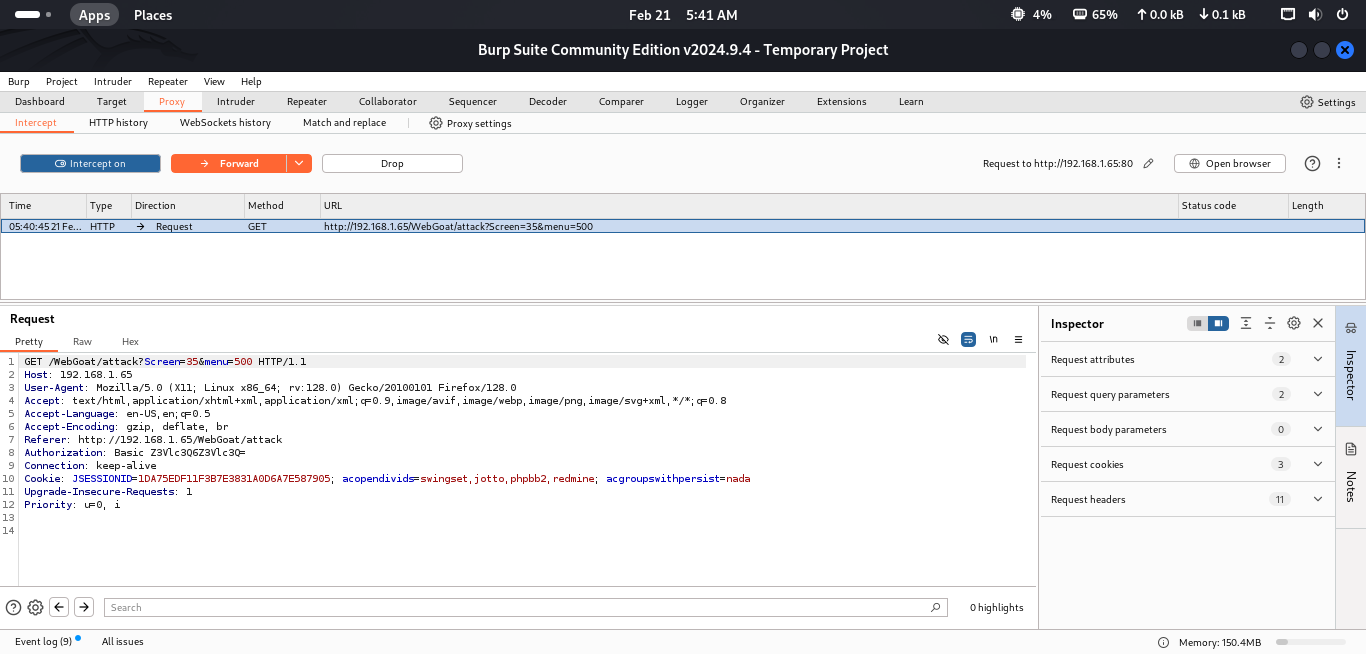 Apps Places Feb 21 5:41 AM 4% 65% 0.0 kB 0.1 kB
Burp Suite Community Edition v2024.9.4 - Temporary Project
Burp Project Intruder Repeater View Help
Dashboard Target Proxy Intruder Repeater Collaborator Sequencer Decoder Comparer Logger Organizer Extensions Learn Settings
Intercept HTTP history WebSockets history Match and replace Proxy settings
Intercept on Forward Drop Request to http://192.168.1.65:80 Open browser
Time Type Direction Method URL Status code Length
05:40:45 21 Fe... HTTP → Request GET http://192.168.1.65/WebGoat/attack?Screen=35&menu=500
Request
Pretty Raw Hex \n
1 GET /WebGoat/attack?Screen=35&menu=500 HTTP/1.1
2 Host: 192.168.1.65
3 User-Agent: Mozilla/5.0 (X11; Linux x86_64; rv:128.0) Gecko/20100101 Firefox/128.0
4 Accept: text/html,application/xhtml+xml,application/xml;q=0.9,image/avif,image/webp,image/png,image/svg+xml,*/*;q=0.8
5 Accept-Language: en-US,en;q=0.5
6 Accept-Encoding: gzip, deflate, br
7 Referer: http://192.168.1.65/WebGoat/attack
8 Authorization: Basic Z3Vlc3Q6Z3Vlc3Q=
9 Connection: keep-alive
10 Cookie: JSESSIONID=1DA75EDF11F3B7E3831A0D6A7E587905; acopendivids=swingset,jotto,phpbb2,redmine; acgroupswithpersist=nada
11 Upgrade-Insecure-Requests: 1
12 Priority: u=0, i
13
14
Inspector
Request attributes 2
Request query parameters 2
Request body parameters 0
Request cookies 3
Request headers 11
Inspector
Notes
Search 0 highlights
Event log (9) All issues Memory: 150.4MB